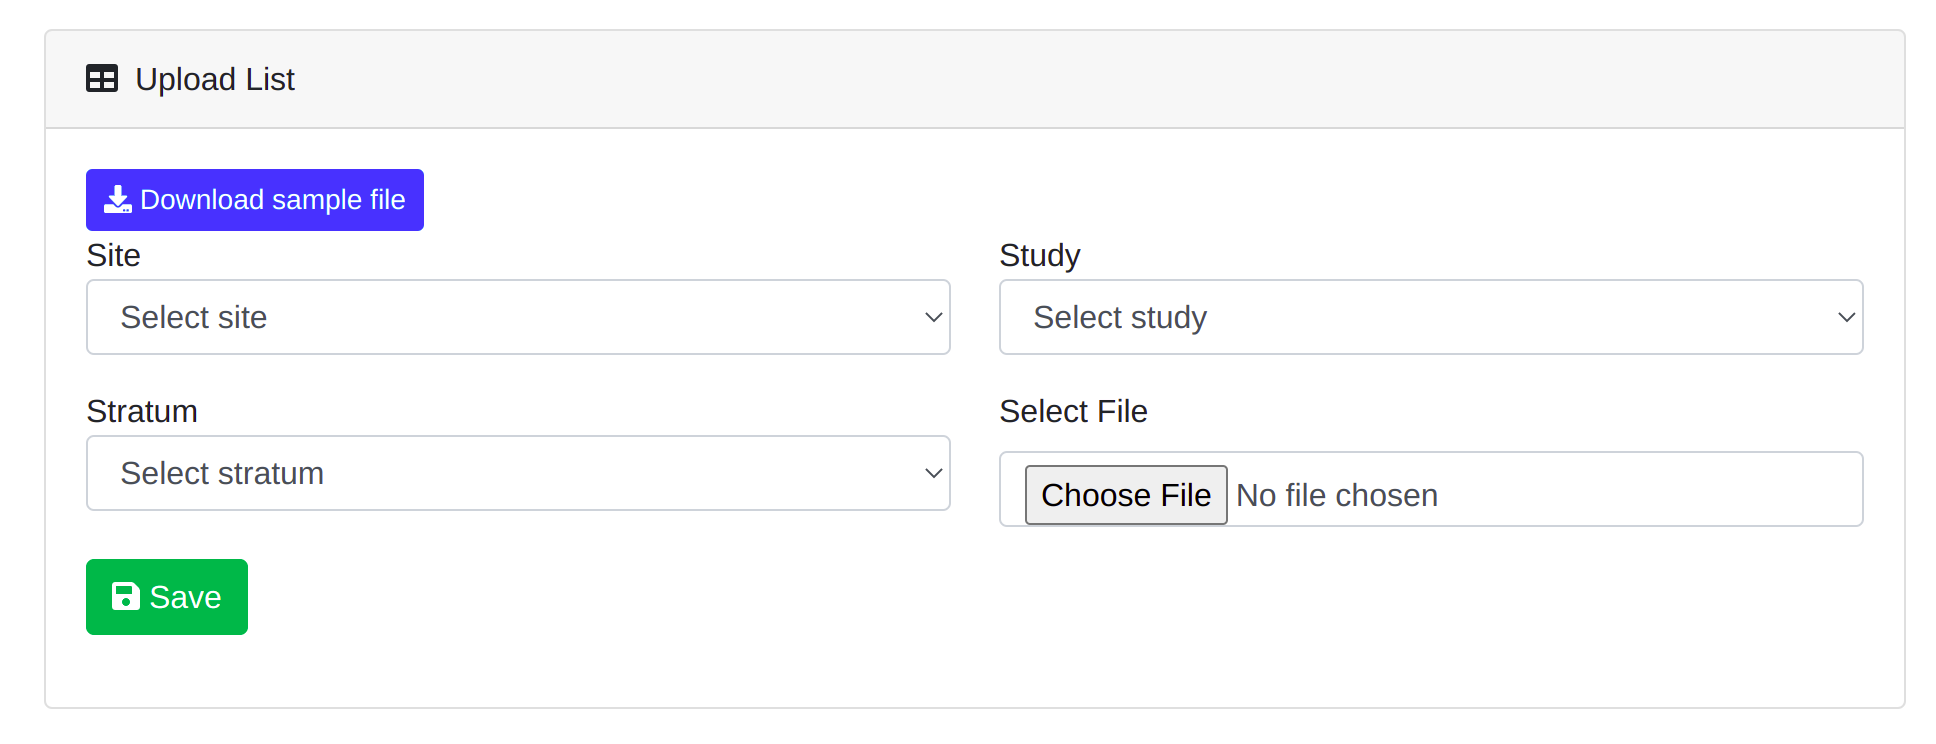 Upload List
Download sample file
Site
Study
Select site
Select study
Stratum
Select File
Select stratum
Choose File No file chosen
Save